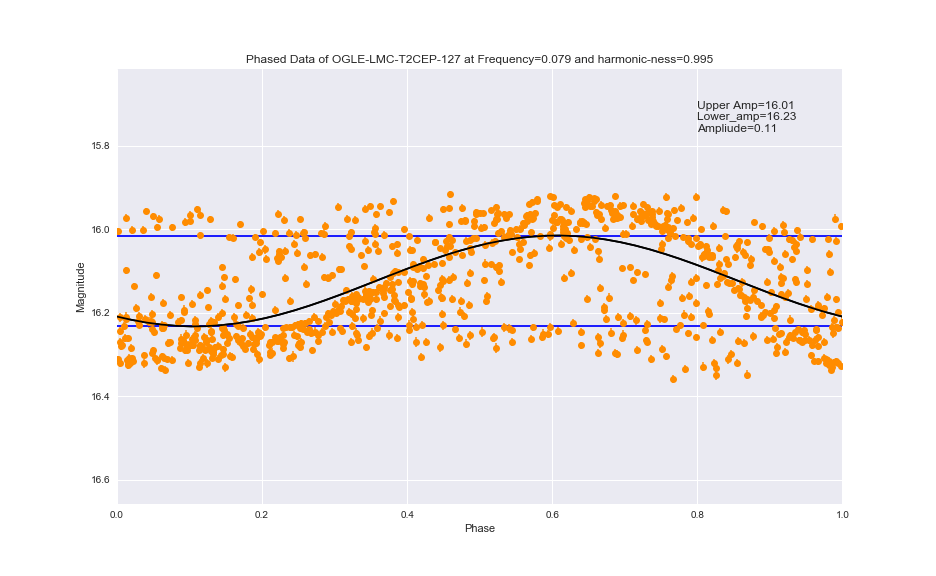 Phased Data of OGLE-LMC-T2CEP-127 at Frequency=0.079 and harmonic-ness=0.995
Upper Amp=16.01
Lower_amp=16.23
Ampliude=0.11
15.8
16.0
16.2
16.4
16.6
Magnitude
0.0
0.2
0.4
0.6
0.8
1.0
Phase